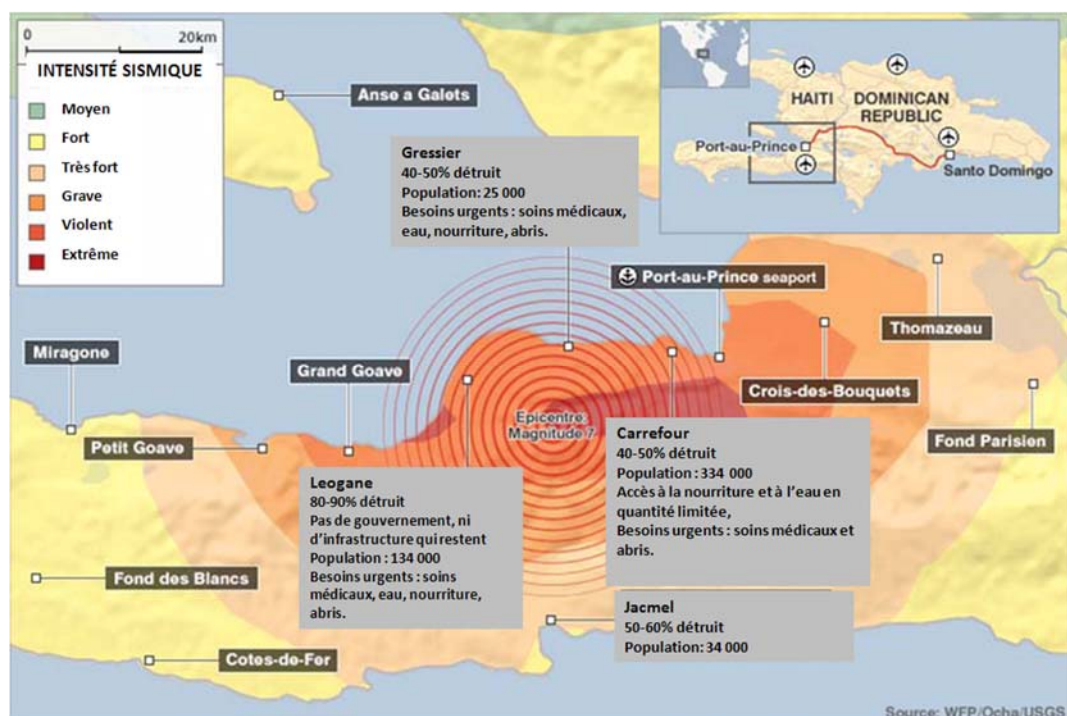 0 20km
INTENSITÉ SISMIQUE
Moyen
Fort
Très fort
Grave
Violent
Extrême
Anse a Galets
HAITI
DOMINICAN
REPUBLIC
Port-au-Prince
Santo Domingo
Gressier
40-50% détruit
Population: 25 000
Besoins urgents : soins médicaux,
eau, nourriture, abris.
Port-au-Prince seaport
Thomazeau
Miragone
Grand Goave
Crois-des-Bouquets
Petit Goave
Epicentre:
Magnitude 7
Fond Parisien
Carrefour
40-50% détruit
Population : 334 000
Accès à la nourriture et à l’eau en
quantité limitée,
Besoins urgents : soins médicaux et
abris.
Leogane
80-90% détruit
Pas de gouvernement, ni
d’infrastructure qui restent
Population : 134 000
Besoins urgents : soins
médicaux, eau, nourriture,
abris.
Fond des Blancs
Jacmel
50-60% détruit
Population: 34 000
Cotes-de-Fer
Source: WFP/Ocha/USGS